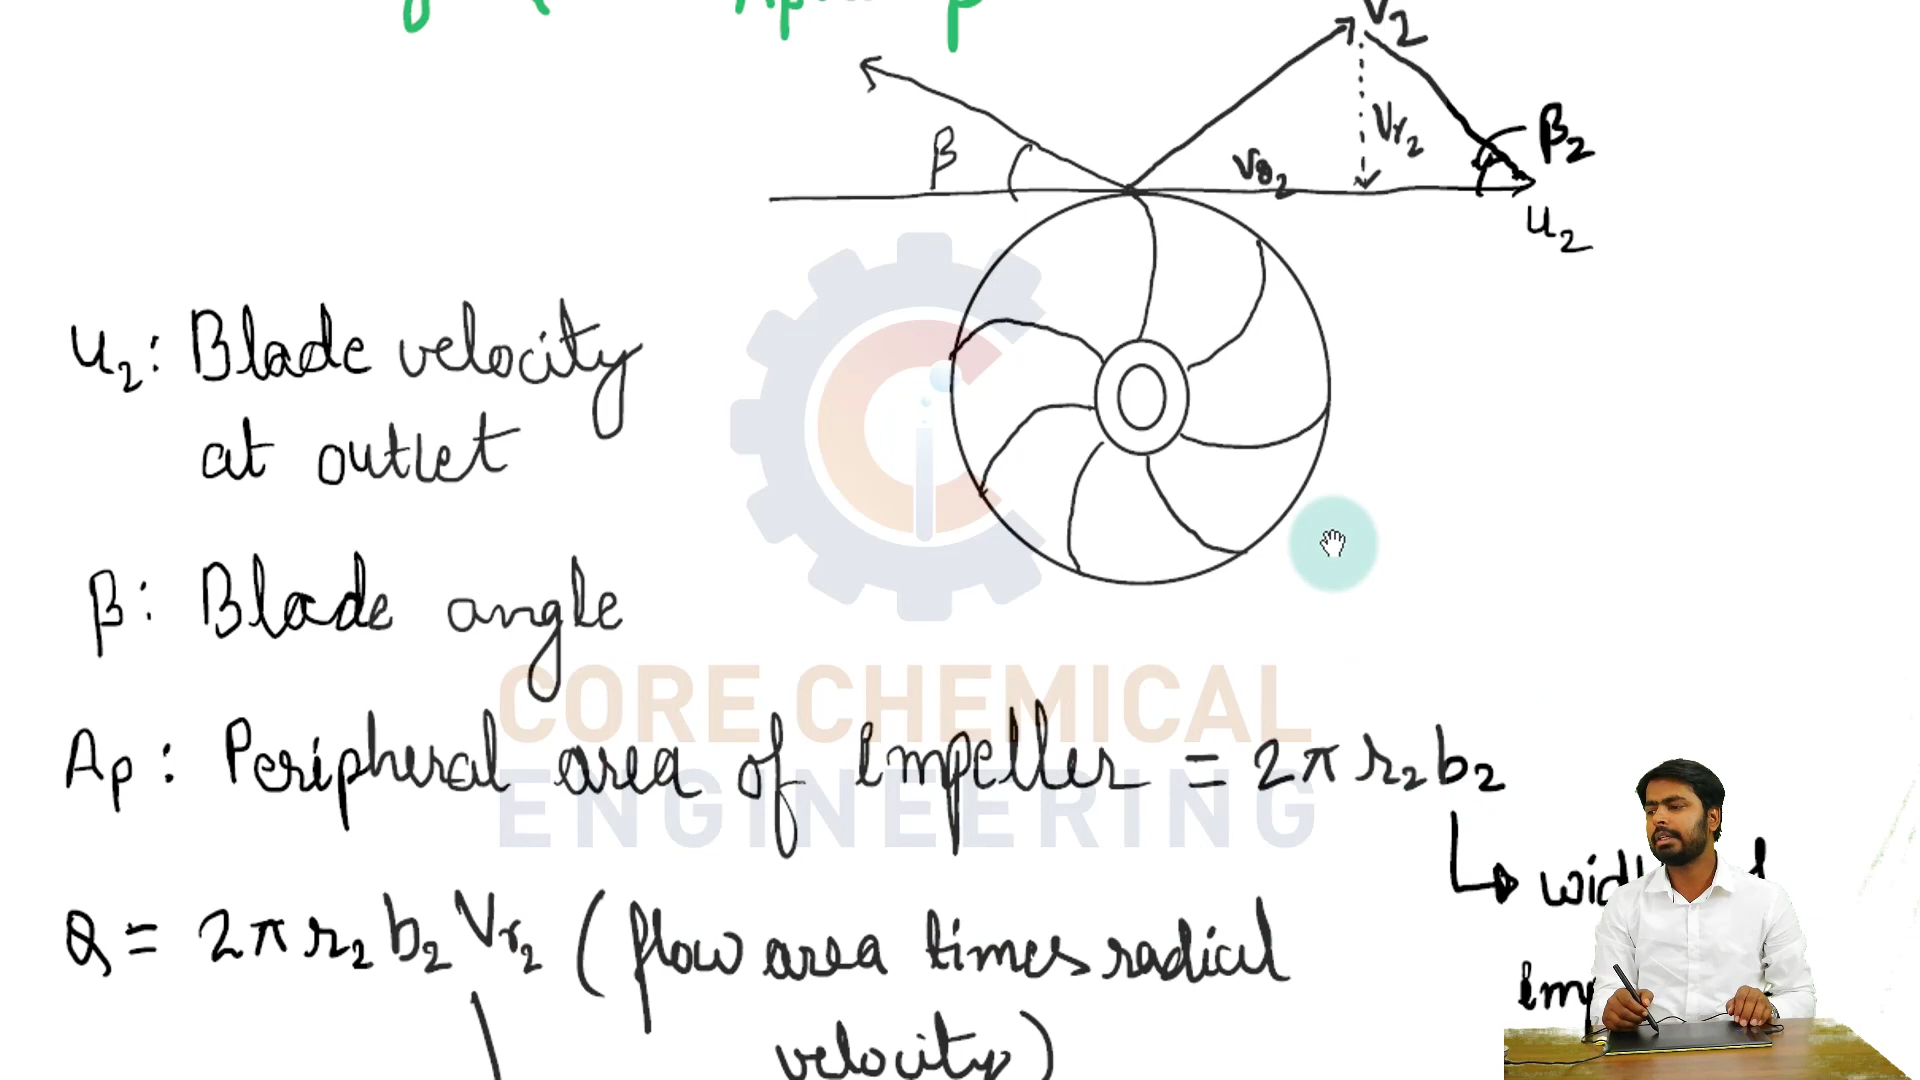 V2
β
Vθ2
Vr2
β2
u2
u2: Blade velocity
at outlet
β: Blade angle
CORE CHEMICAL
ENGINEERING
Ap: Peripheral area of Impeller = 2π r2 b2
Q = 2π r2 b2 Vr2 (flow area times radial
velocity)